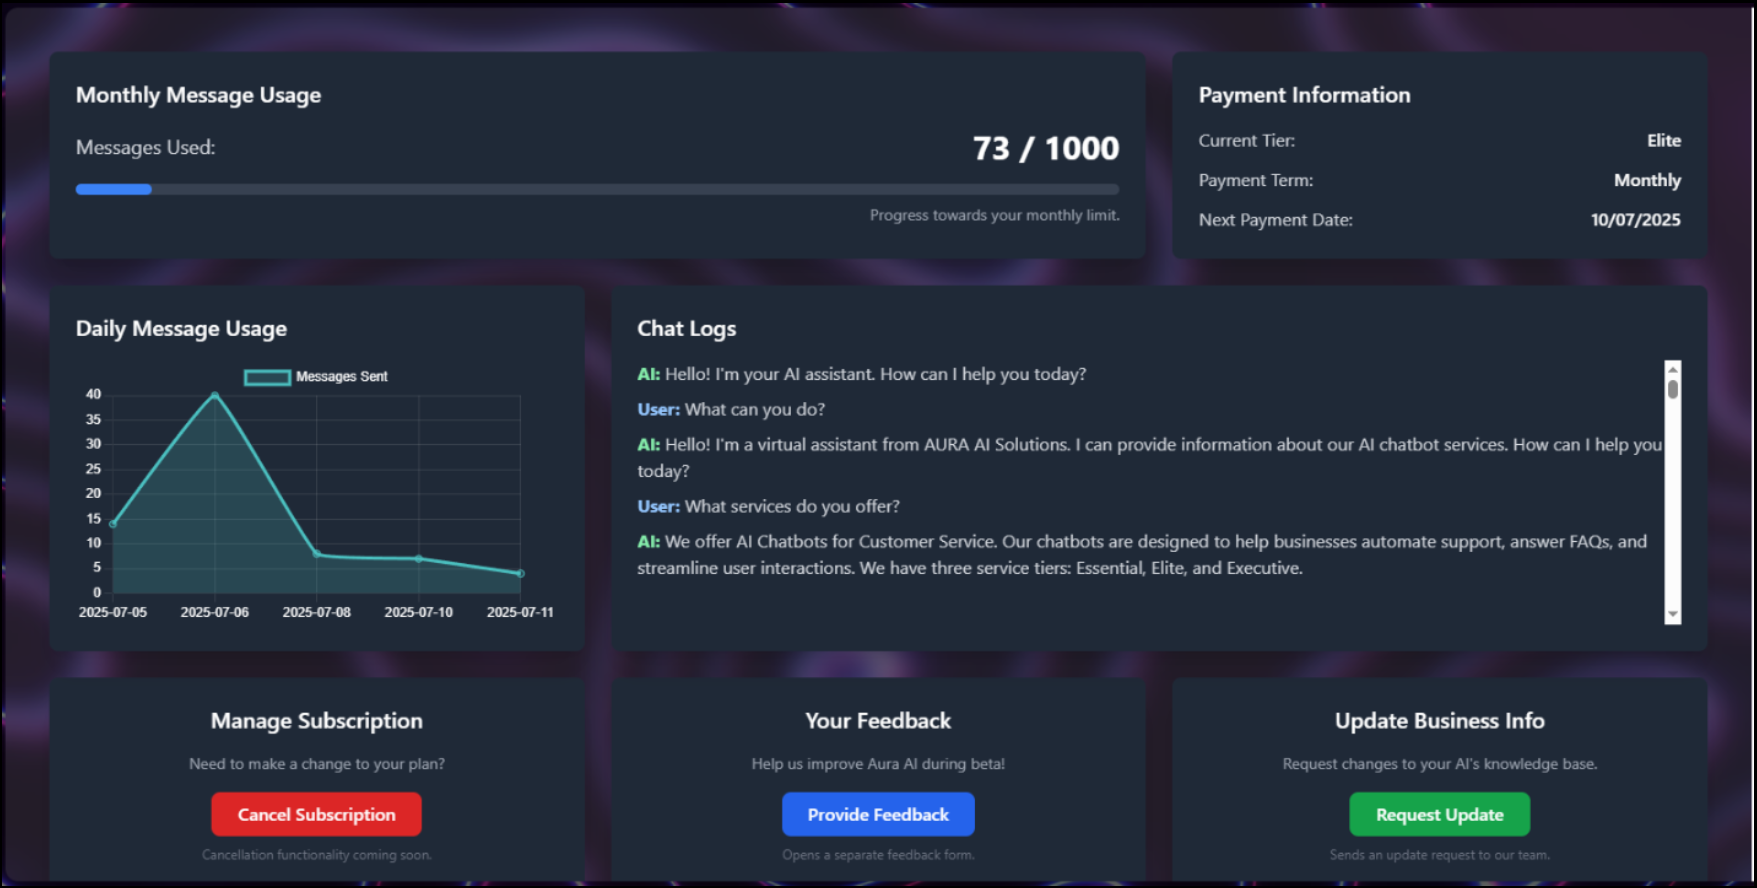 Monthly Message Usage
Messages Used:
73 / 1000
Progress towards your monthly limit.
Payment Information
Current Tier:
Elite
Payment Term:
Monthly
Next Payment Date:
10/07/2025
Daily Message Usage
Messages Sent
40
35
30
25
20
15
10
5
0
2025-07-05
2025-07-06
2025-07-08
2025-07-10
2025-07-11
Chat Logs
AI: Hello! I'm your AI assistant. How can I help you today?
User: What can you do?
AI: Hello! I'm a virtual assistant from AURA AI Solutions. I can provide information about our AI chatbot services. How can I help you
today?
User: What services do you offer?
AI: We offer AI Chatbots for Customer Service. Our chatbots are designed to help businesses automate support, answer FAQs, and
streamline user interactions. We have three service tiers: Essential, Elite, and Executive.
Manage Subscription
Need to make a change to your plan?
Cancel Subscription
Cancellation functionality coming soon.
Your Feedback
Help us improve Aura AI during beta!
Provide Feedback
Opens a separate feedback form.
Update Business Info
Request changes to your AI's knowledge base.
Request Update
Sends an update request to our team.